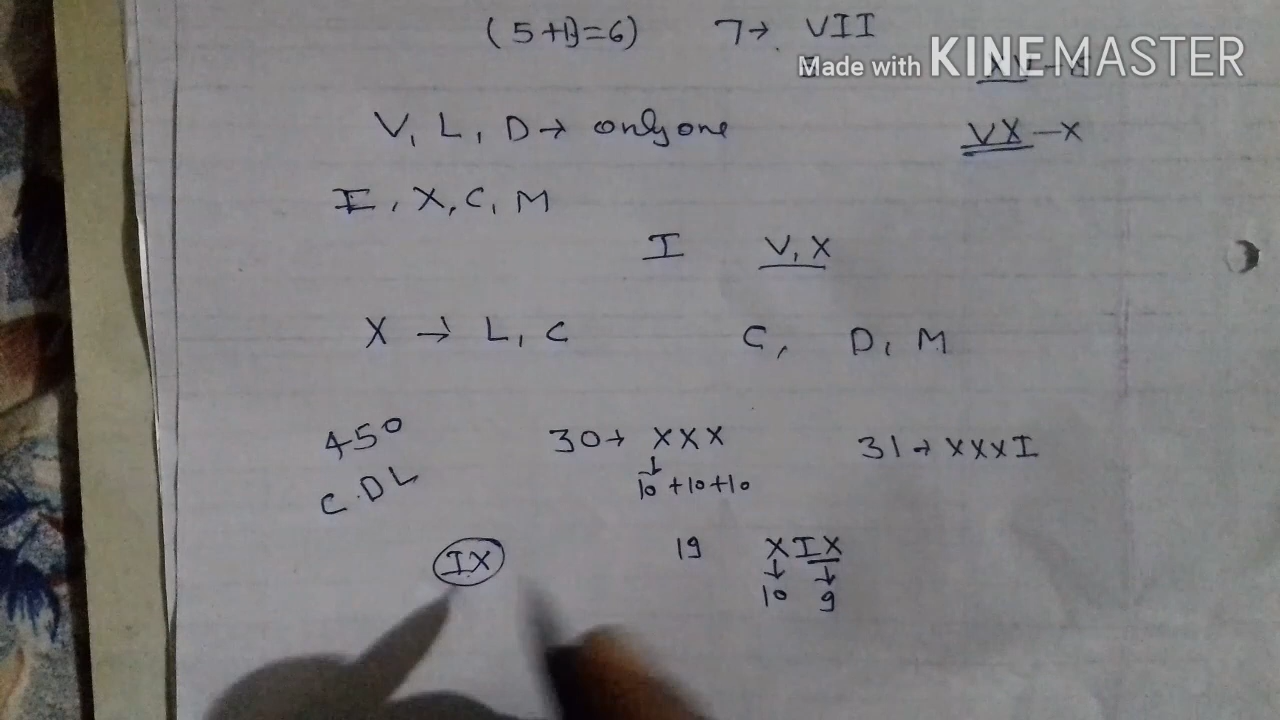 (5+1)=6) 7→ VII
Made with KINEMASTER
V, L, D→ only one VX – X
I, X, C, M
I V, X
X → L, C C, D, M
450 30→ XXX 31→ XXXI
10 +10+10
C.DL
IX 19 XIX
10 9